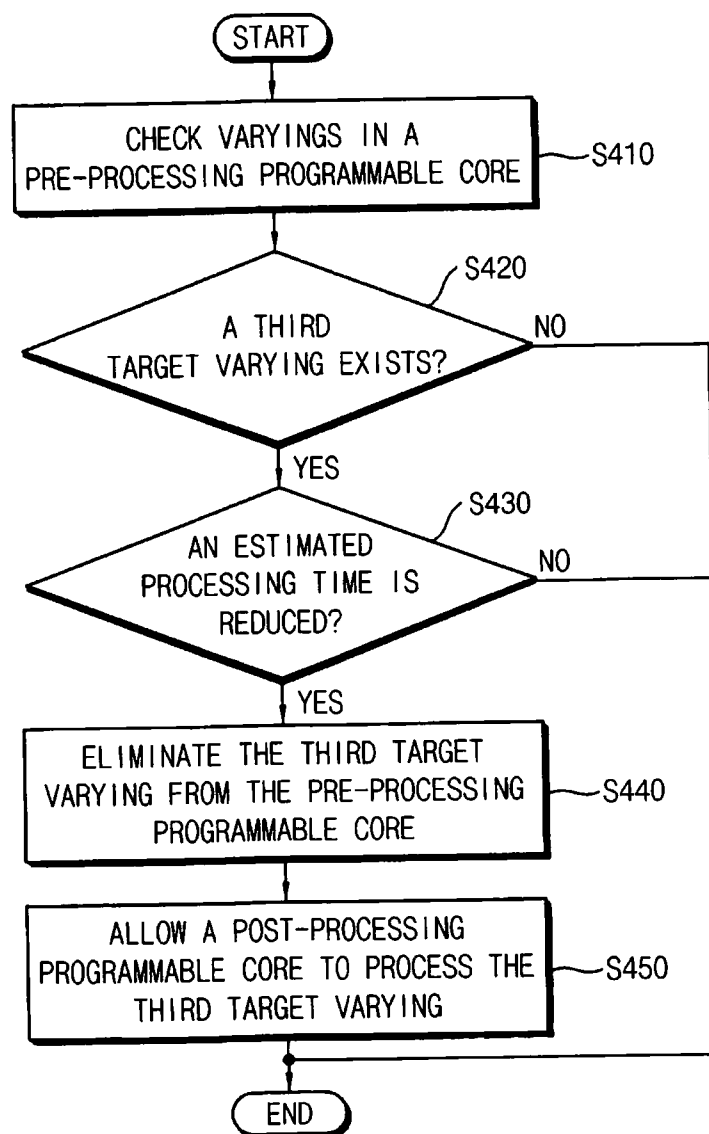 START
CHECK VARYINGS IN A
PRE-PROCESSING PROGRAMMABLE CORE
S410
S420
A THIRD
TARGET VARYING EXISTS?
NO
YES
S430
AN ESTIMATED
PROCESSING TIME IS
REDUCED?
NO
YES
ELIMINATE THE THIRD TARGET
VARYING FROM THE PRE-PROCESSING
PROGRAMMABLE CORE
S440
ALLOW A POST-PROCESSING
PROGRAMMABLE CORE TO PROCESS THE
THIRD TARGET VARYING
S450
END